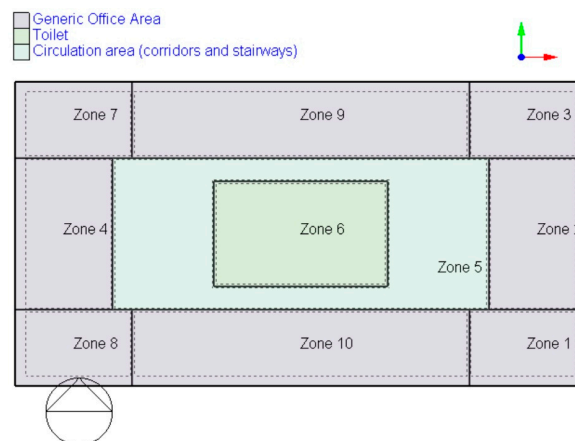 Generic Office Area
Toilet
Circulation area (corridors and stairways)
Zone 7
Zone 9
Zone 3
Zone 4
Zone 6
Zone
Zone 5
Zone 8
Zone 10
Zone 1